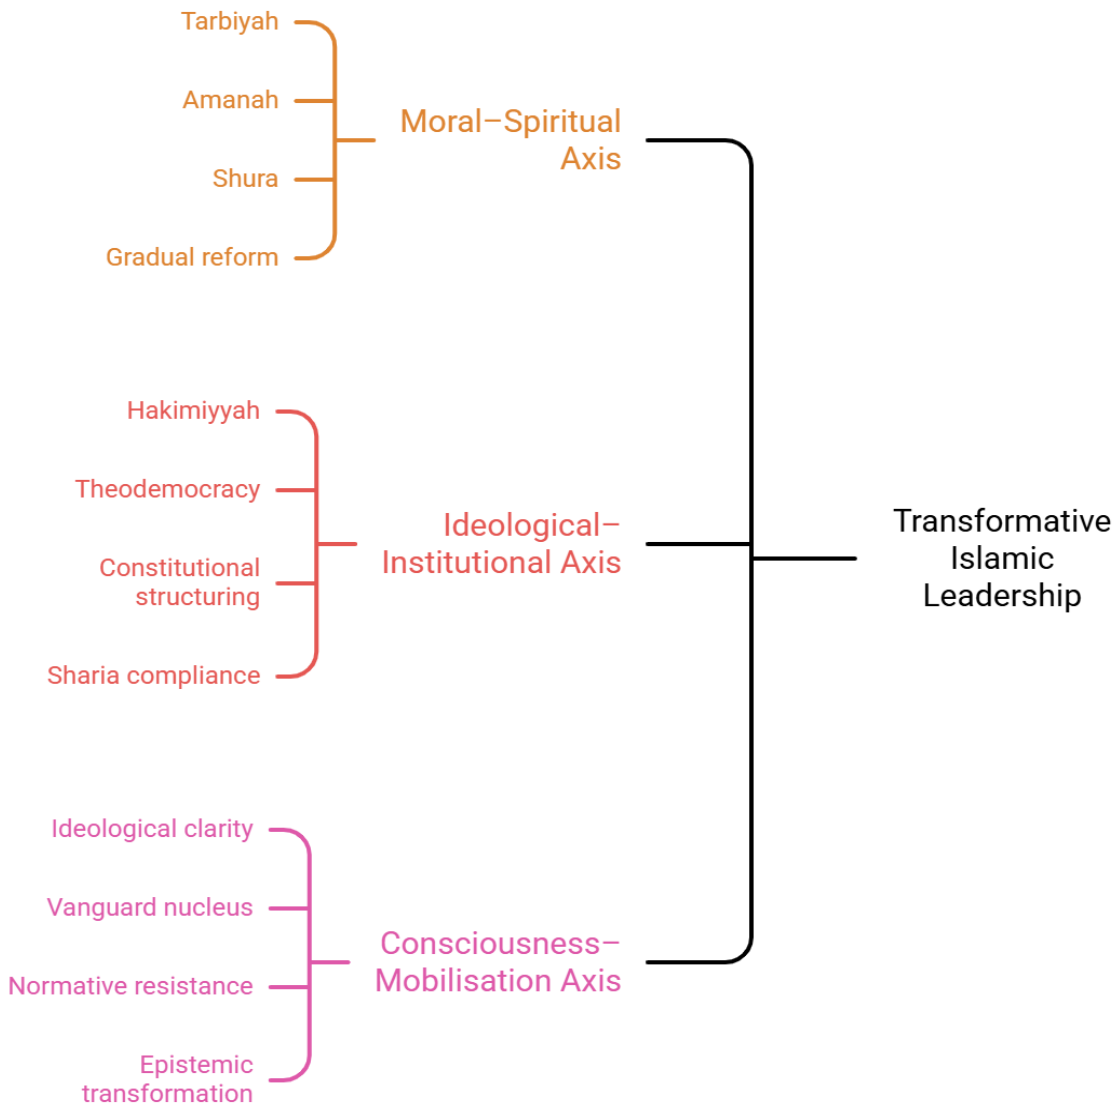 Tarbiyah
Amanah
Shura
Gradual reform
Moral–Spiritual
Axis
Hakimiyyah
Theodemocracy
Constitutional
structuring
Sharia compliance
Ideological–
Institutional Axis
Ideological clarity
Vanguard nucleus
Normative resistance
Epistemic
transformation
Consciousness–
Mobilisation Axis
Transformative
Islamic
Leadership